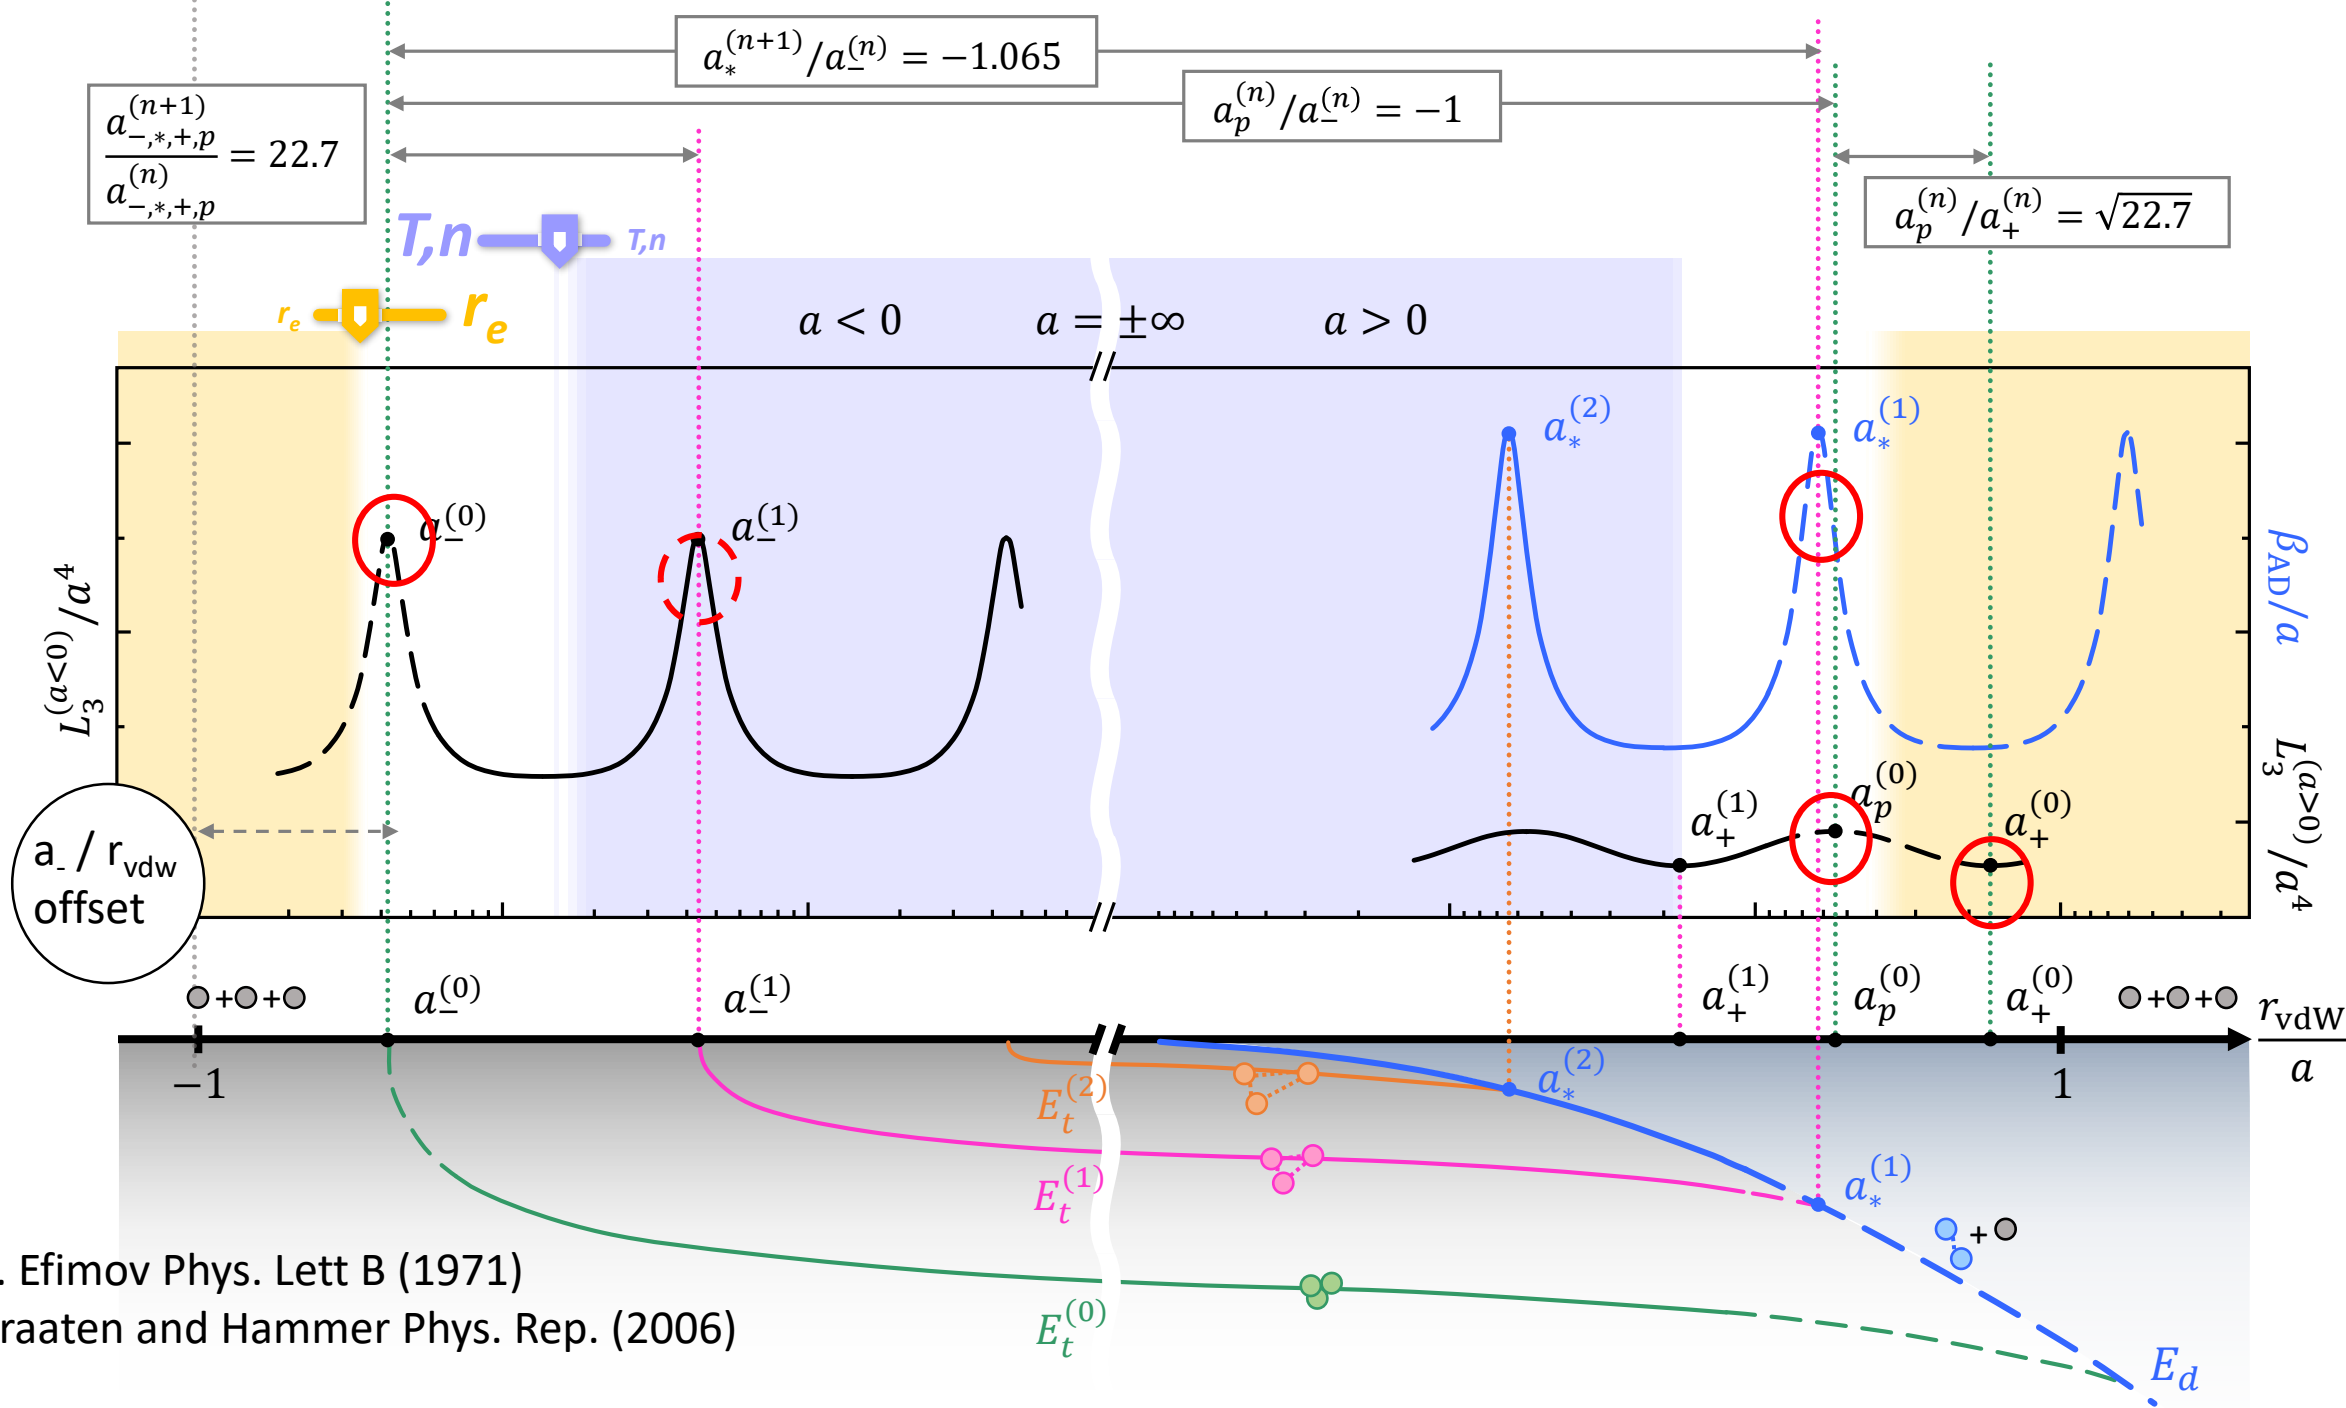 a_*^{(n+1)}/a_−^{(n)} = −1.065
a_{−,*,+,p}^{(n+1)} / a_{−,*,+,p}^{(n)} = 22.7
a_p^{(n)}/a_−^{(n)} = −1
a_p^{(n)}/a_+^{(n)} = √22.7
T,n
T,n
r_e
r_e
a < 0
a = ±∞
a > 0
a_*^{(2)}
a_*^{(1)}
a_−^{(0)}
a_−^{(1)}
L_3^{(a<0)}/a^4
β_AD/a
L_3^{(a>0)}/a^4
a_+^{(1)}
a_p^{(0)}
a_+^{(0)}
a_- / r_vdw
offset
+ +
a_−^{(0)}
a_−^{(1)}
a_+^{(1)}
a_p^{(0)}
a_+^{(0)}
+ +
r_vdW / a
−1
1
E_t^{(2)}
a_*^{(2)}
E_t^{(1)}
a_*^{(1)}
+
. Efimov Phys. Lett B (1971)
raaten and Hammer Phys. Rep. (2006)
E_t^{(0)}
E_d